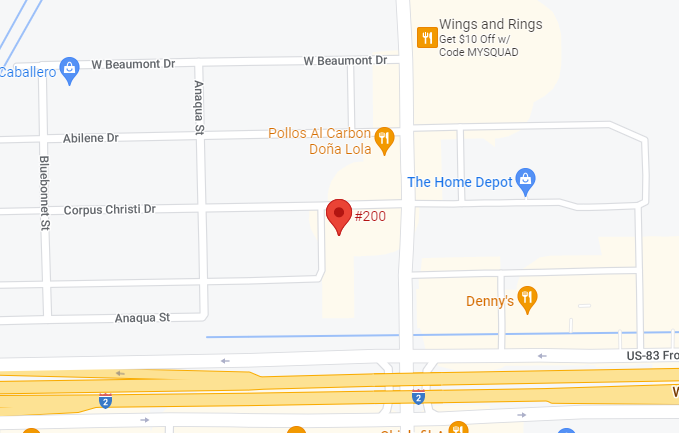 Wings and Rings
Get $10 Off w/
Code MYSQUAD
W Beaumont Dr
W Beaumont Dr
Caballero
Anaqua St
Pollos Al Carbon
Doña Lola
Abilene Dr
Bluebonnet St
The Home Depot
Corpus Christi Dr
#200
Denny's
Anaqua St
US-83 Fro
2
2
W